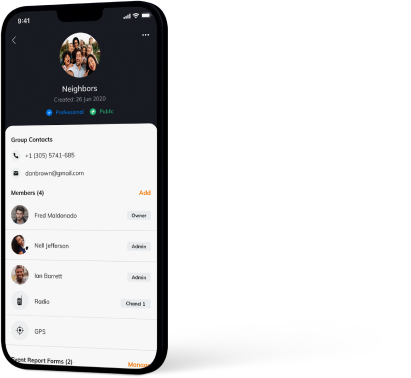 9:41
Neighbors
Created: 26 Jun 2020
Professional Public
Group Contacts
+1 (305) 5741-685
danbrown@gmail.com
Members (4) Add
Fred Maldonado Owner
Nell Jefferson Admin
Ian Barrett Admin
Radio Chanel 1
GPS
Event Report Forms (2) Manage